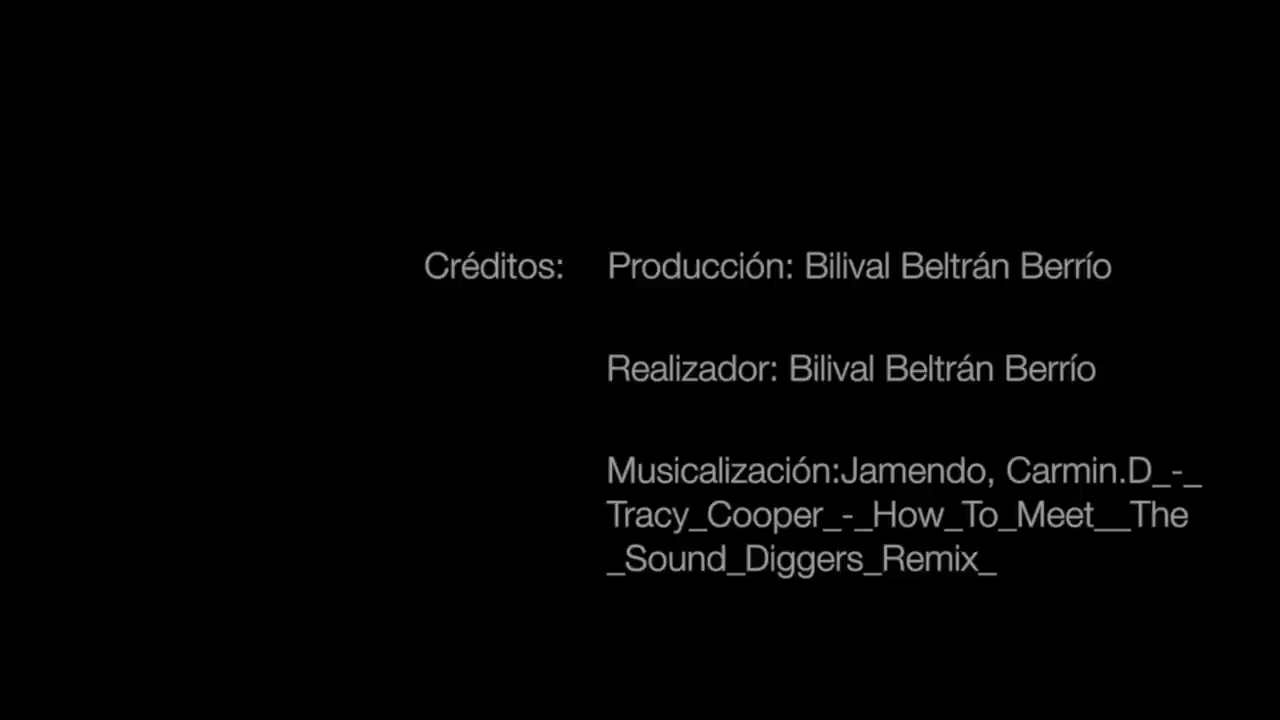 Créditos: Producción: Bilival Beltrán Berrío
Realizador: Bilival Beltrán Berrío
Musicalización:Jamendo, Carmin.D_-_
Tracy_Cooper_-_How_To_Meet__The
_Sound_Diggers_Remix_